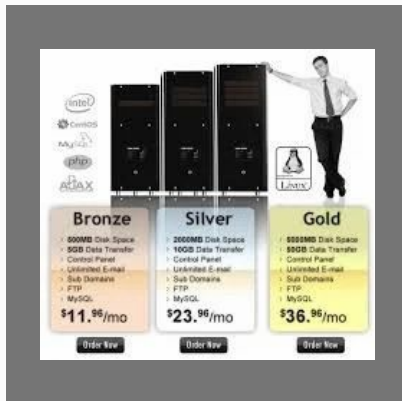 intel
CentOS
MySQL
php
AJAX
Linux
Bronze
800MB Disk Space
5GB Data Transfer
Control Panel
Unlimited E-mail
Sub Domains
FTP
MySQL
$11.96/mo
Order Now
Silver
2000MB Disk Space
10GB Data Transfer
Control Panel
Unlimited E-mail
Sub Domains
FTP
MySQL
$23.96/mo
Order Now
Gold
5000MB Disk Space
50GB Data Transfer
Control Panel
Unlimited E-mail
Sub Domains
FTP
MySQL
$36.96/mo
Order Now